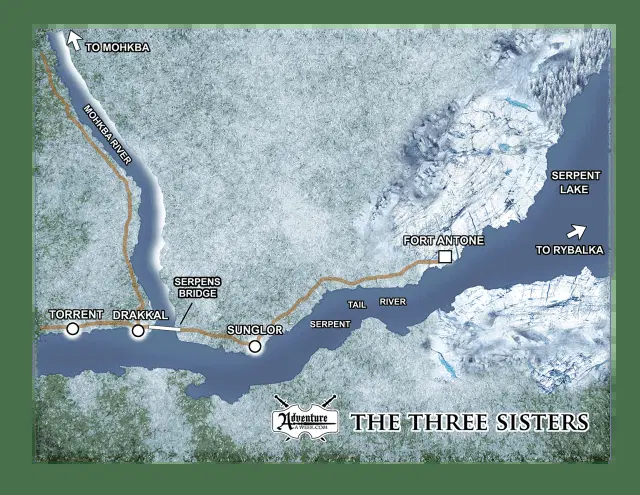 TO MOHKBA
MOHKBA RIVER
SERPENT
LAKE
TO RYBALKA
FORT ANTONE
SERPENS
BRIDGE
TAIL
RIVER
SERPENT
TORRENT
DRAKKAL
SUNGLOR
Adventure
AWEEK.COM
THE THREE SISTERS